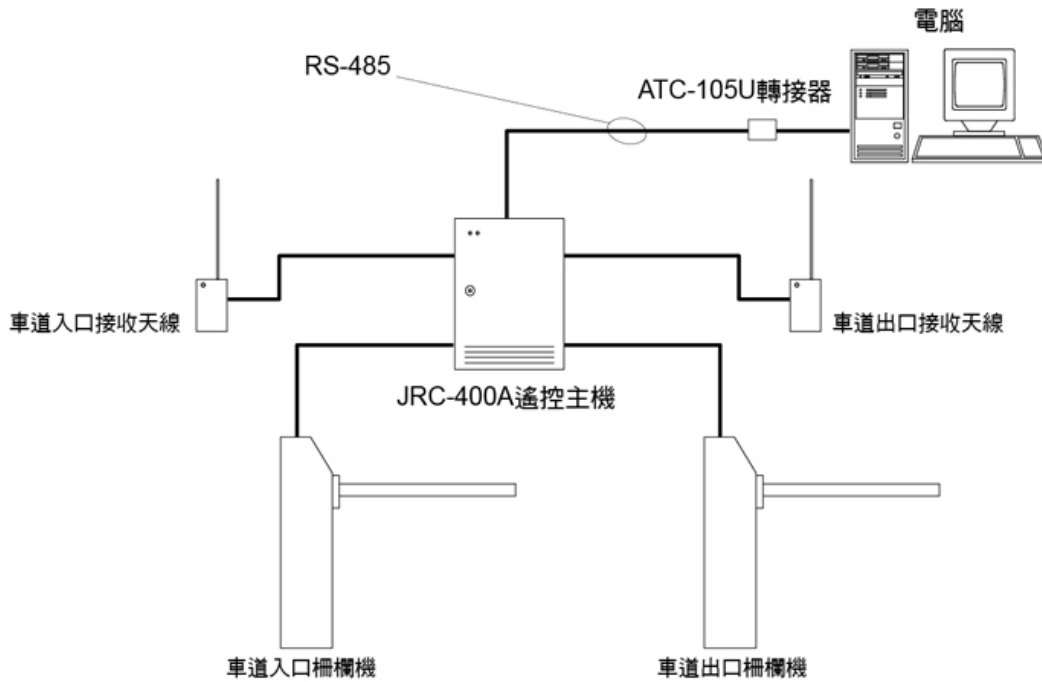 電腦
RS-485
ATC-105U轉接器
車道入口接收天線
車道出口接收天線
JRC-400A遙控主機
車道入口柵欄機
車道出口柵欄機